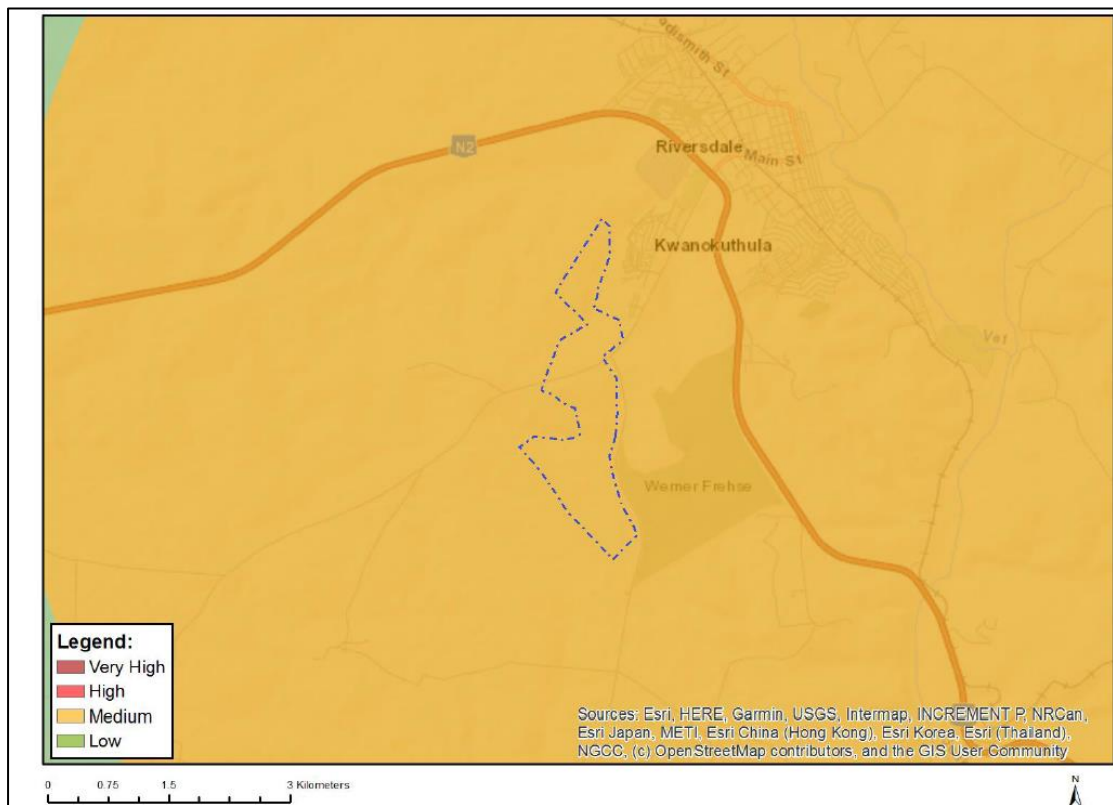 adismith St
N2
Riversdale
Main St
Kwanokuthula
Vet
Werner Frehse
Legend:
Very High
High
Medium
Low
Sources: Esri, HERE, Garmin, USGS, Intermap, INCREMENT P, NRCan,
Esri Japan, METI, Esri China (Hong Kong), Esri Korea, Esri (Thailand),
NGCC, (c) OpenStreetMap contributors, and the GIS User Community
0 0.75 1.5 3 Kilometers
N